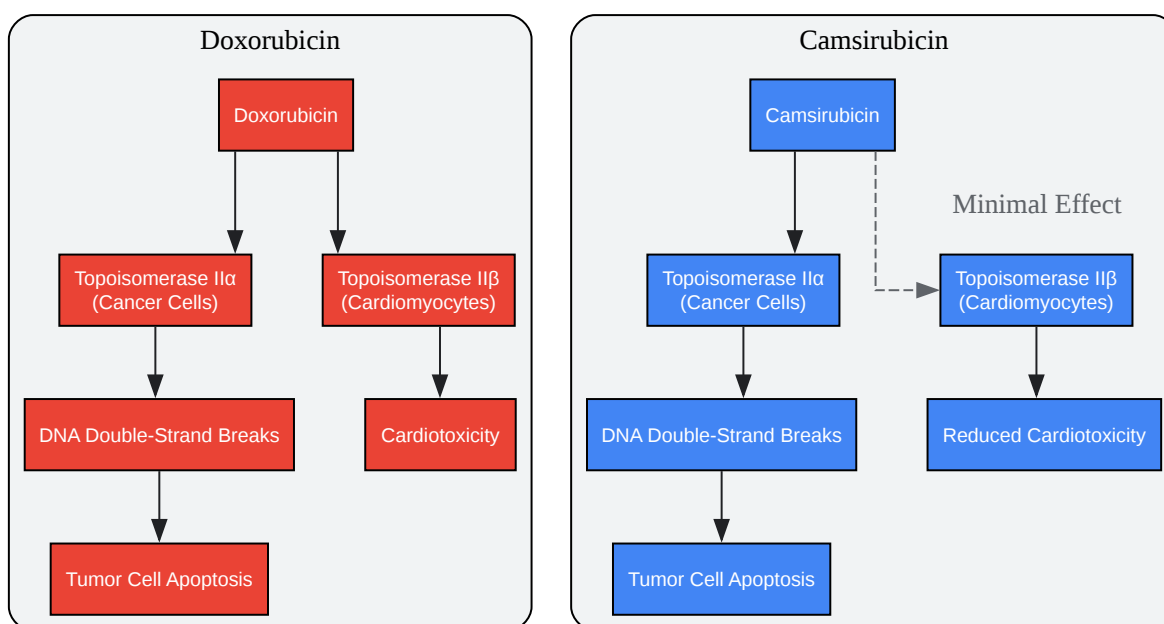 Doxorubicin
Doxorubicin
Topoisomerase IIα
(Cancer Cells)
Topoisomerase IIβ
(Cardiomyocytes)
DNA Double-Strand Breaks
Cardiotoxicity
Tumor Cell Apoptosis
Camsirubicin
Camsirubicin
Minimal Effect
Topoisomerase IIα
(Cancer Cells)
Topoisomerase IIβ
(Cardiomyocytes)
DNA Double-Strand Breaks
Reduced Cardiotoxicity
Tumor Cell Apoptosis